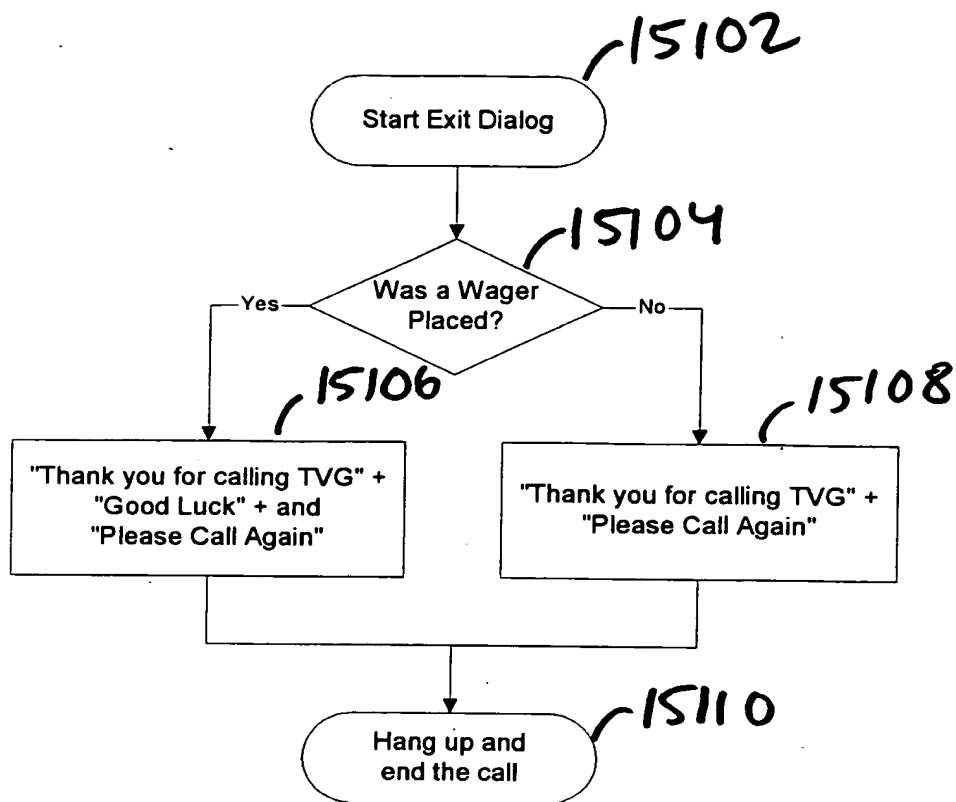 15102
Start Exit Dialog
15104
Was a Wager
Placed?
Yes
No
15106
15108
"Thank you for calling TVG" +
"Good Luck" + and
"Please Call Again"
"Thank you for calling TVG" +
"Please Call Again"
15110
Hang up and
end the call